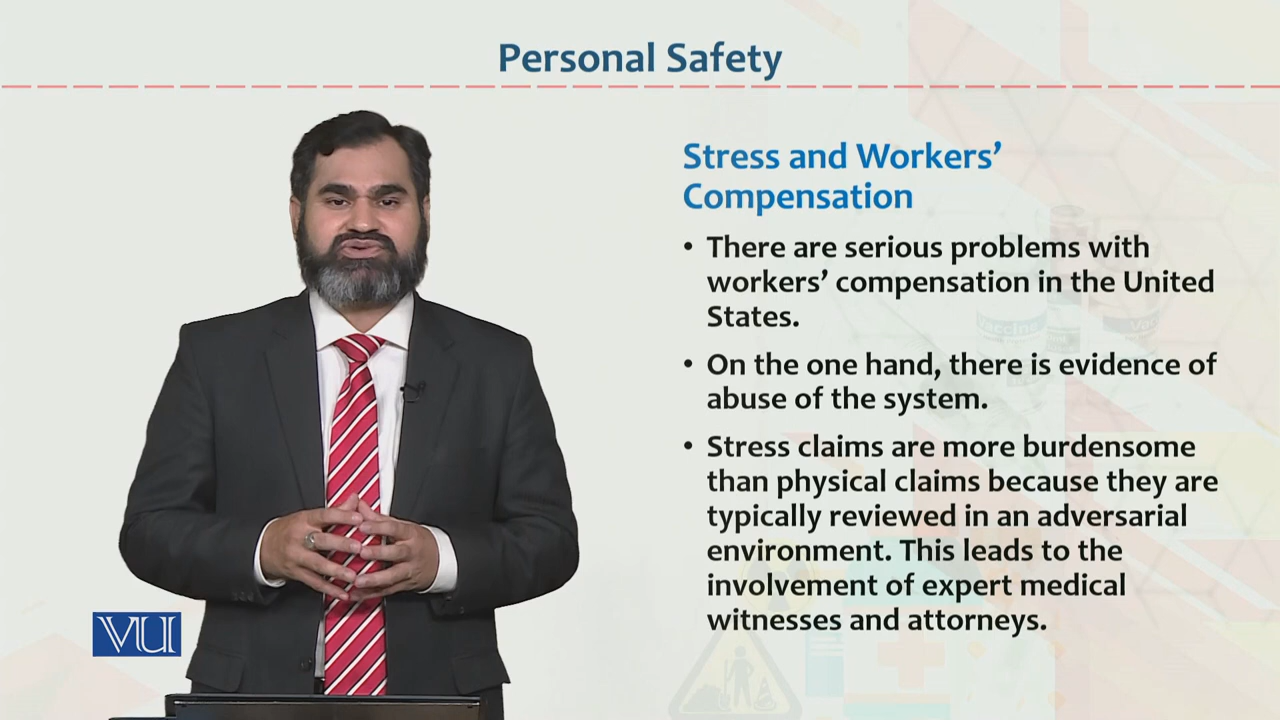 Personal Safety
Stress and Workers’
Compensation
• There are serious problems with
workers’ compensation in the United
States.
• On the one hand, there is evidence of
abuse of the system.
• Stress claims are more burdensome
than physical claims because they are
typically reviewed in an adversarial
environment. This leads to the
involvement of expert medical
witnesses and attorneys.
Vaccine
VU